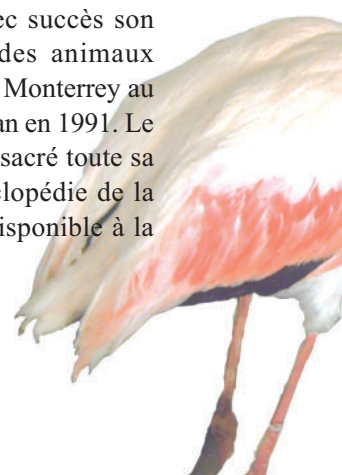 ec succès son
des animaux
Monterrey au
an en 1991. Le
sacré toute sa
clopédie de la
isponible à la